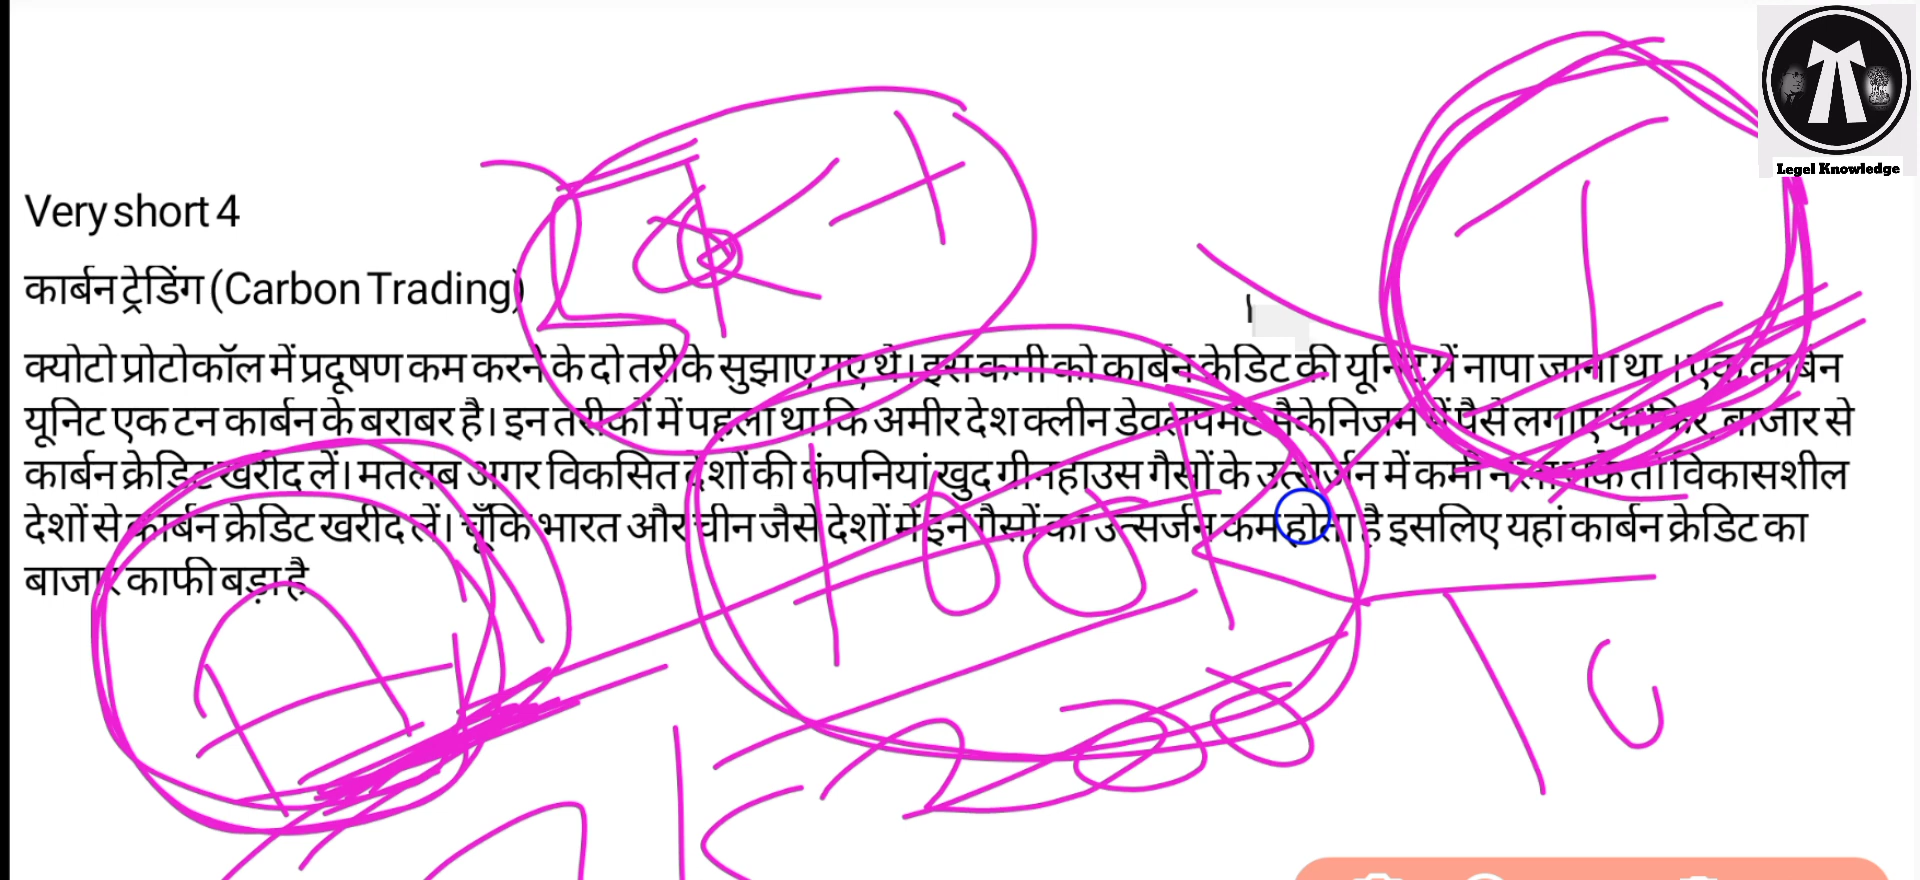 Legel Knowledge
Very short 4
कार्बन ट्रेडिंग (Carbon Trading)
क्योटो प्रोटोकॉल में प्रदूषण कम करने के दो तरीके सुझाए गए थे। इस कमी को कार्बन क्रेडिट की यूनिट में नापा जाना था। एक कार्बन
यूनिट एक टन कार्बन के बराबर है। इन तरीकों में पहला था कि अमीर देश क्लीन डेवलपमेंट मैकेनिजम में पैसे लगाए या फिर बाजार से
कार्बन क्रेडिट खरीद लें। मतलब अगर विकसित देशों की कंपनियां खुद ग्रीनहाउस गैसों के उत्सर्जन में कमी न ला सकें तो विकासशील
देशों से कार्बन क्रेडिट खरीद लें। चूँकि भारत और चीन जैसे देशों में इन गैसों का उत्सर्जन कम होता है इसलिए यहां कार्बन क्रेडिट का
बाजार काफी बड़ा है